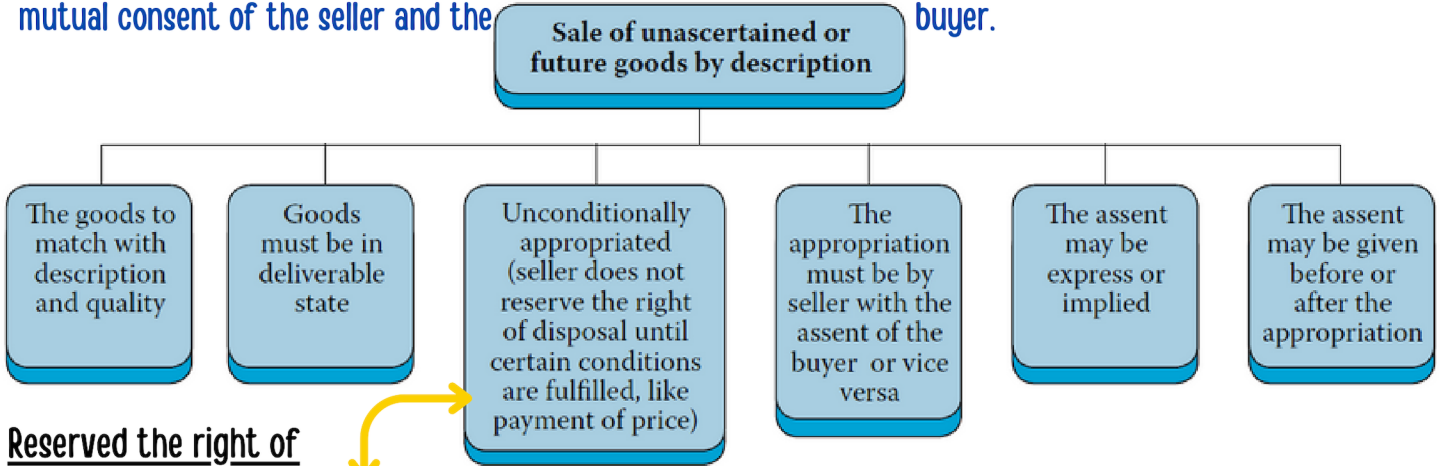 mutual consent of the seller and the buyer.
Sale of unascertained or
future goods by description
The goods to
match with
description
and quality
Goods
must be in
deliverable
state
Unconditionally
appropriated
(seller does not
reserve the right
of disposal until
certain conditions
are fulfilled, like
payment of price)
The
appropriation
must be by
seller with the
assent of the
buyer or vice
versa
The assent
may be
express or
implied
The assent
may be given
before or
after the
appropriation
Reserved the right of